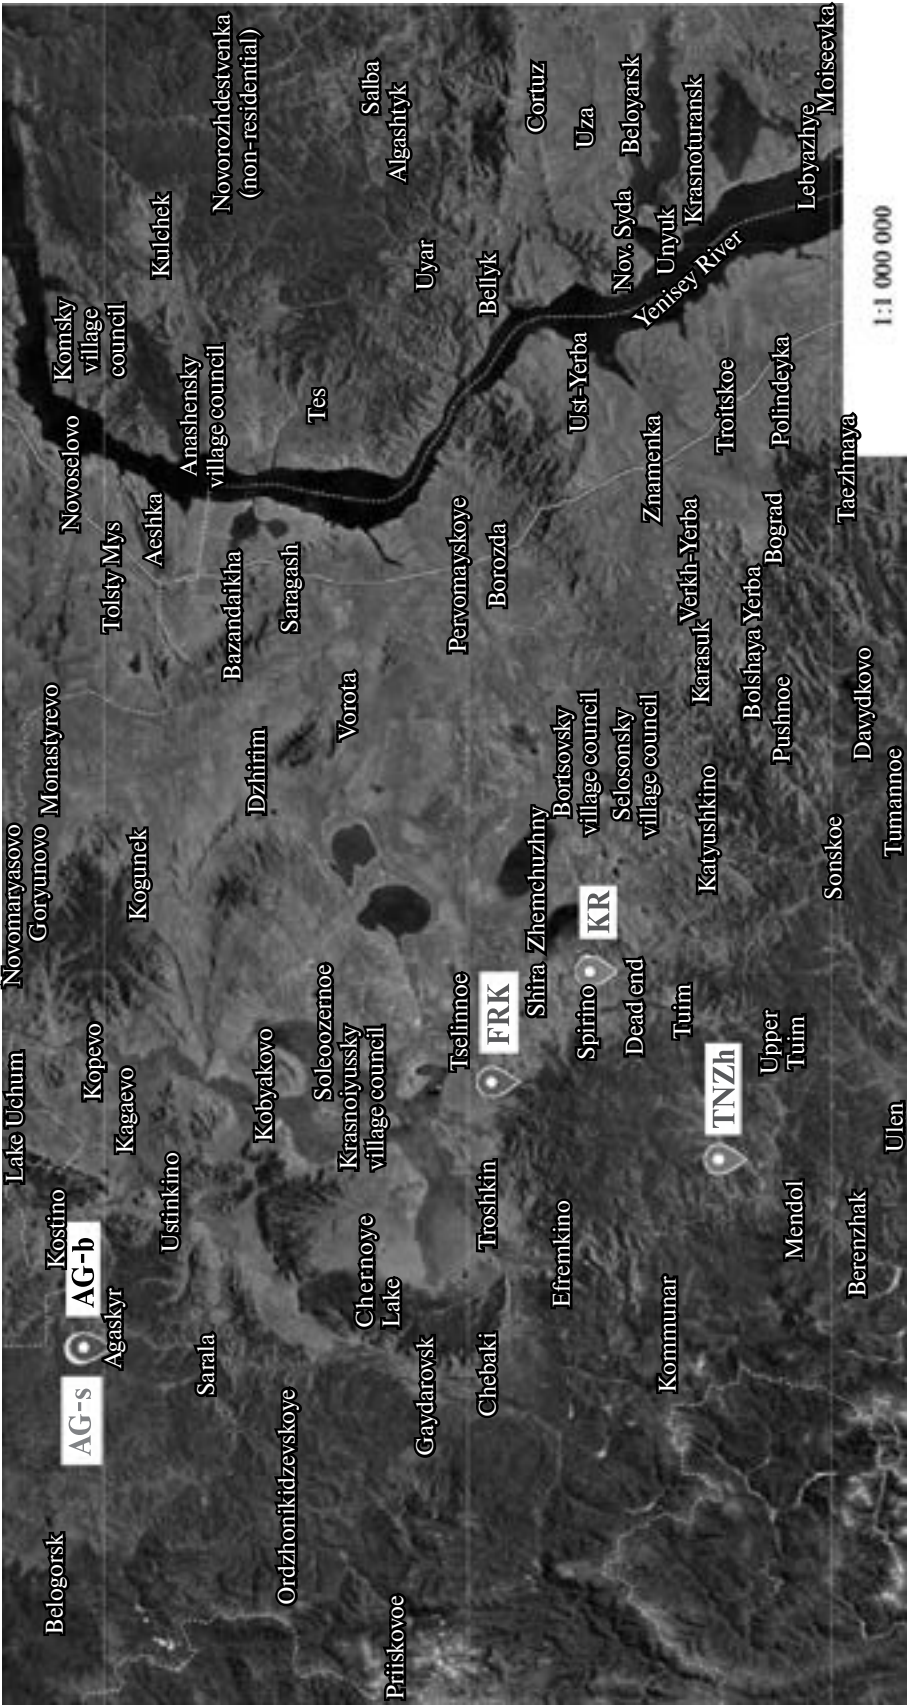 Belogorsk
AG-s
AG-b
Agaskyr
Kostino
Lake Uchum
Novomaryasovo
Goryunovo
Monastyrevo
Kopevo
Kagaevo
Kogunek
Ustinkino
Sarala
Priiskovoe
Ordzhonikidzevskoye
Gaydarovsk
Chernoye
Lake
Chebaki
Kobyakovo
Soleoozernoe
Krasnoiyussky
village council
Tselinnoe
FRK
Troshkin
Efremkino
Kommunar
Mendol
Berenzhak
Ulen
TNZh
Upper
Tuim
Tuim
Dead end
Spirino
KR
Shira
Zhemchuzhny
Bortsovsky
village council
Selosonsky
village council
Katyushkino
Sonskoe
Tumannoe
Davydkovo
Pushnoe
Bolshaya Yerba
Karasuk
Verkh-Yerba
Bograd
Taezhnaya
Znamenka
Troitskoe
Polindeyka
Ust-Yerba
Borozda
Pervomayskoye
Vorota
Dzhirim
Saragash
Bazandaikha
Aeshka
Tolsty Mys
Novoselovo
Komsky
village
council
Anashensky
village council
Tes
Kulchek
Novorozhdestvenka
(non-residential)
Salba
Algashtyk
Uyar
Bellyk
Cortuz
Uza
Beloyarsk
Krasnoturansk
Nov. Syda
Unyuk
Yenisey River
Lebyazhye
Moiseevka
1:1 000 000